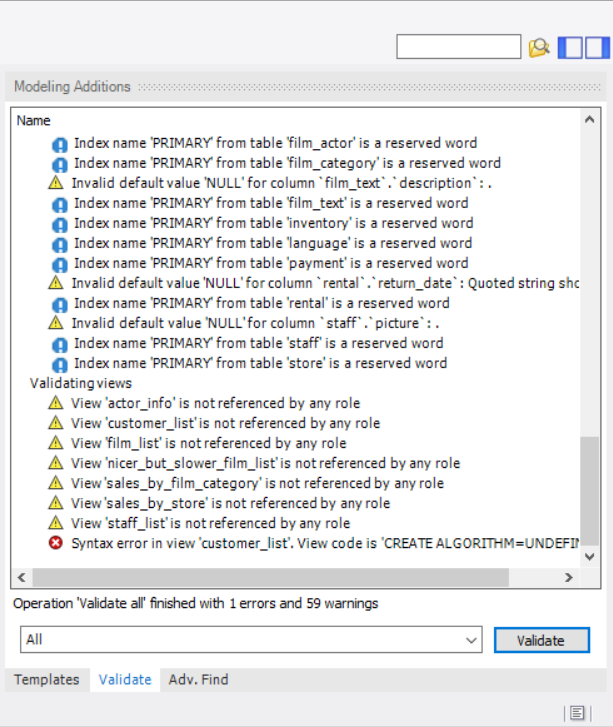 Modeling Additions
Name
Index name 'PRIMARY' from table 'film_actor' is a reserved word
Index name 'PRIMARY' from table 'film_category' is a reserved word
Invalid default value 'NULL' for column `film_text`.`description`: .
Index name 'PRIMARY' from table 'film_text' is a reserved word
Index name 'PRIMARY' from table 'inventory' is a reserved word
Index name 'PRIMARY' from table 'language' is a reserved word
Index name 'PRIMARY' from table 'payment' is a reserved word
Invalid default value 'NULL' for column `rental`.`return_date`: Quoted string sho
Index name 'PRIMARY' from table 'rental' is a reserved word
Invalid default value 'NULL' for column `staff`.`picture`: .
Index name 'PRIMARY' from table 'staff' is a reserved word
Index name 'PRIMARY' from table 'store' is a reserved word
Validating views
View 'actor_info' is not referenced by any role
View 'customer_list' is not referenced by any role
View 'film_list' is not referenced by any role
View 'nicer_but_slower_film_list' is not referenced by any role
View 'sales_by_film_category' is not referenced by any role
View 'sales_by_store' is not referenced by any role
View 'staff_list' is not referenced by any role
Syntax error in view 'customer_list'. View code is 'CREATE ALGORITHM=UNDEFIN
Operation 'Validate all' finished with 1 errors and 59 warnings
All
Validate
Templates Validate Adv. Find